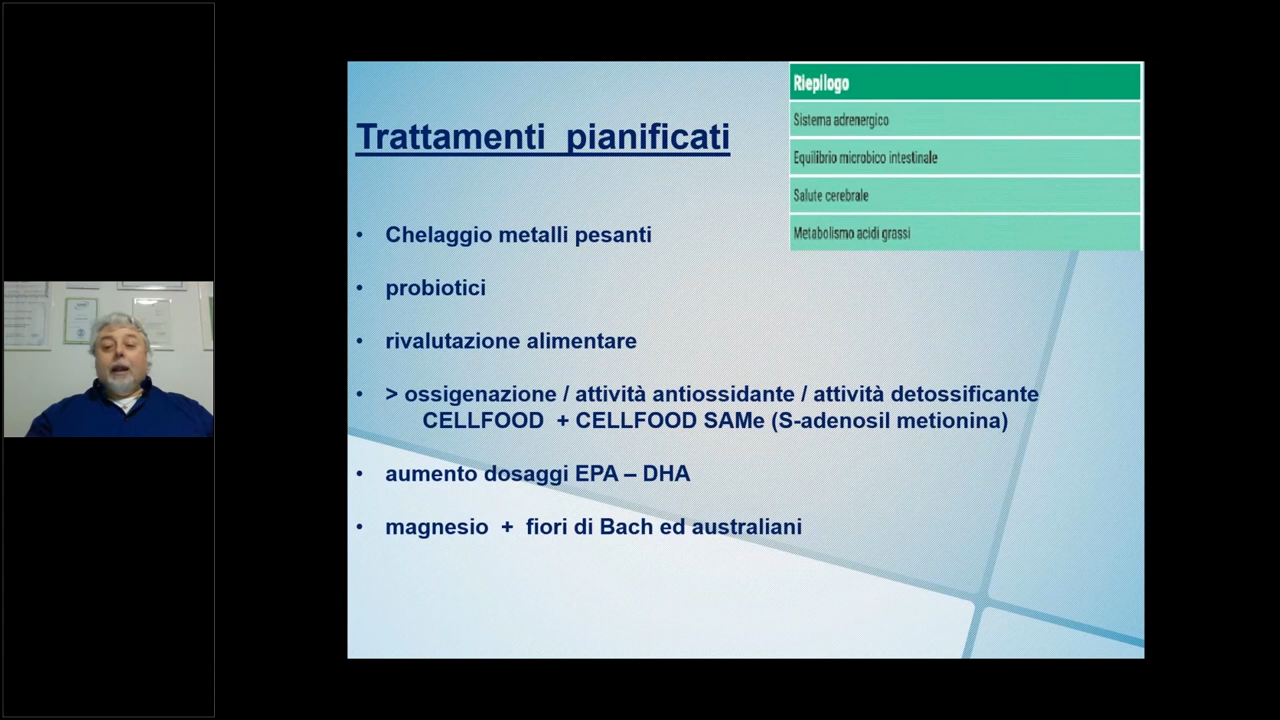 Riepilogo
Sistema adrenergico
Equilibrio microbico intestinale
Salute cerebrale
Metabolismo acidi grassi
Trattamenti pianificati
• Chelaggio metalli pesanti
• probiotici
• rivalutazione alimentare
• > ossigenazione / attività antiossidante / attività detossificante
CELLFOOD + CELLFOOD SAMe (S-adenosil metionina)
• aumento dosaggi EPA – DHA
• magnesio + fiori di Bach ed australiani